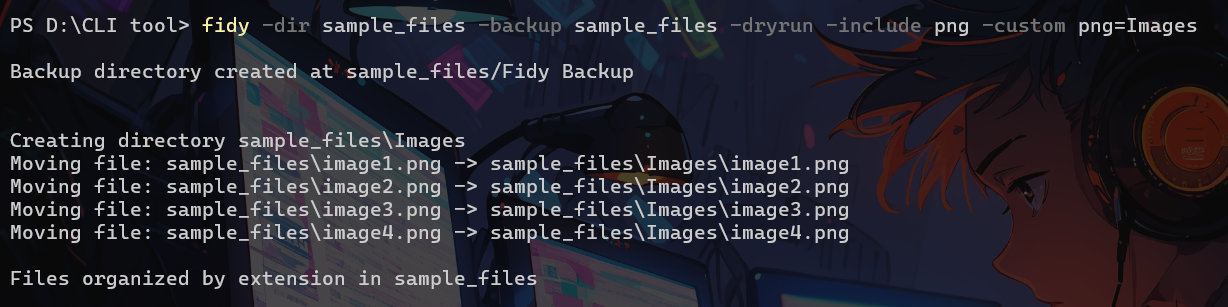 PS D:\CLI tool> fidy -dir sample_files -backup sample_files -dryrun -include png -custom png=Images
Backup directory created at sample_files/Fidy Backup
Creating directory sample_files\Images
Moving file: sample_files\image1.png -> sample_files\Images\image1.png
Moving file: sample_files\image2.png -> sample_files\Images\image2.png
Moving file: sample_files\image3.png -> sample_files\Images\image3.png
Moving file: sample_files\image4.png -> sample_files\Images\image4.png
Files organized by extension in sample_files